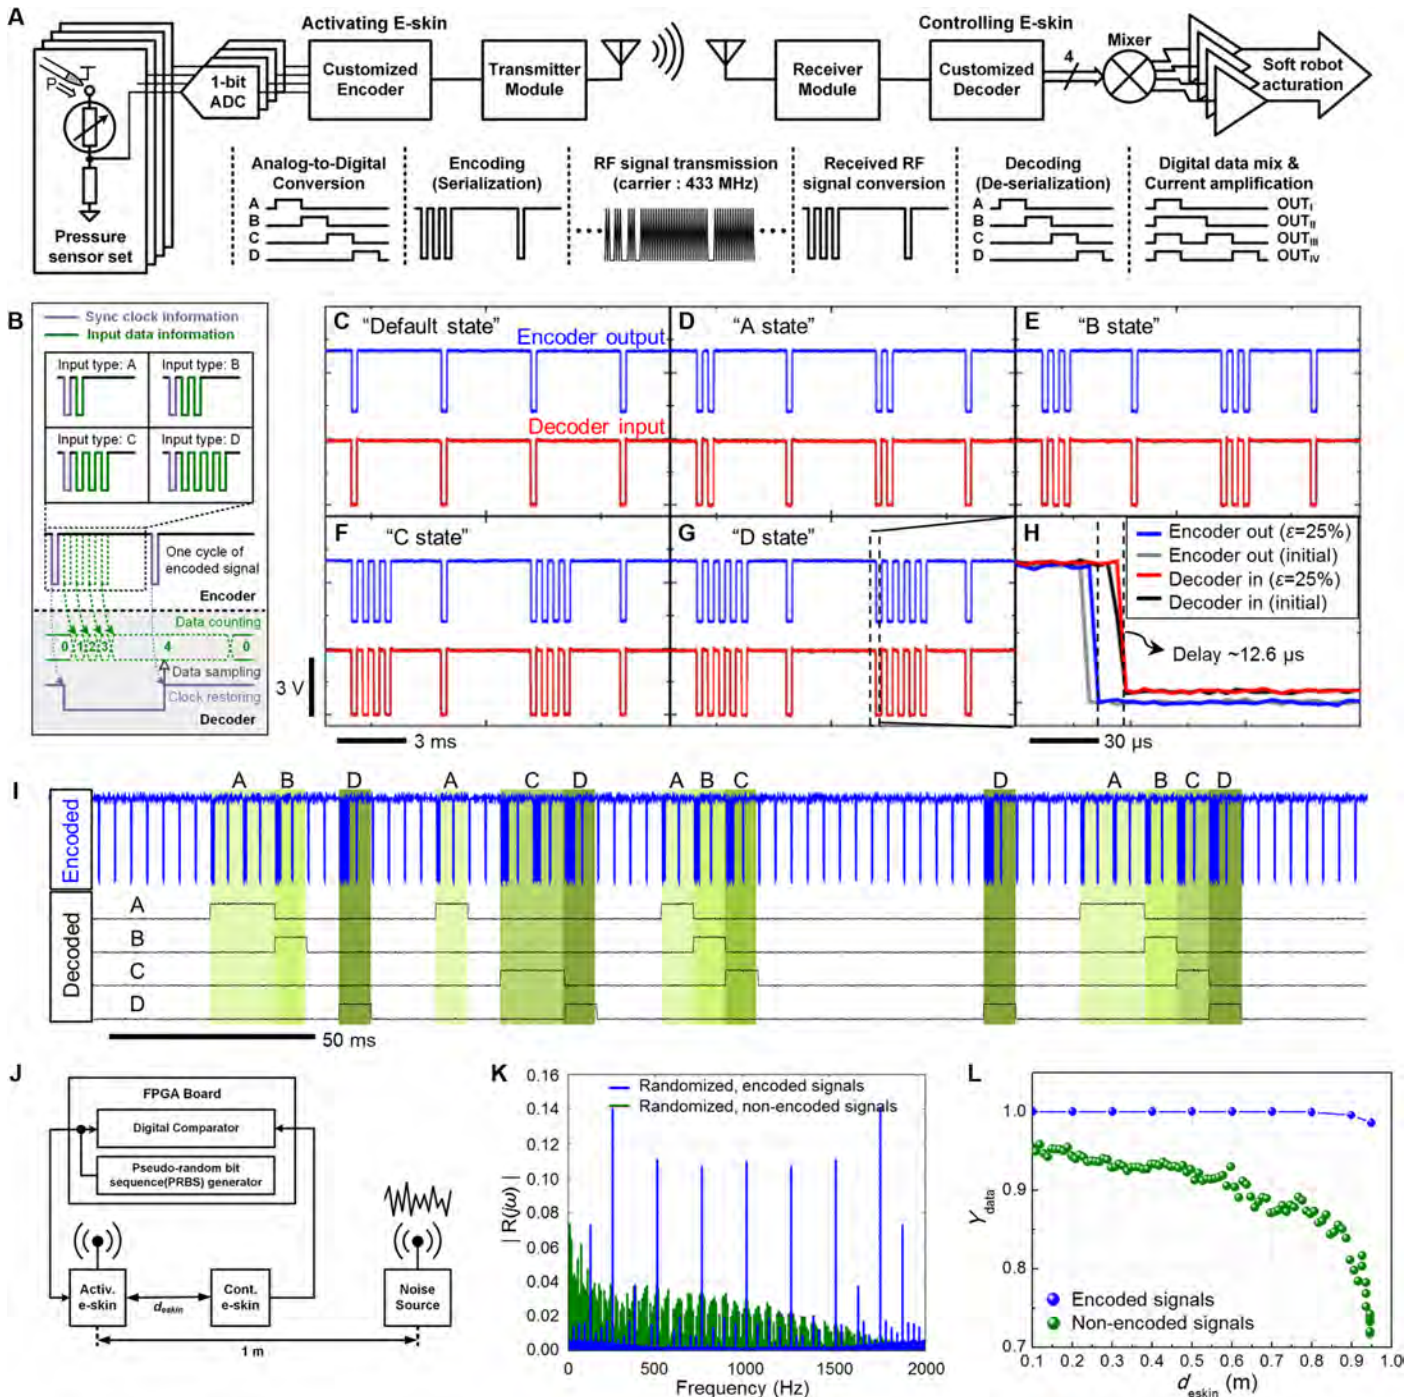 A
Activating E-skin
Controlling E-skin
P
Pressure
sensor set
1-bit
ADC
Customized
Encoder
Transmitter
Module
Receiver
Module
Customized
Decoder
4
Mixer
Soft robot
acturation
Analog-to-Digital
Conversion
A
B
C
D
Encoding
(Serialization)
RF signal transmission
(carrier : 433 MHz)
Received RF
signal conversion
Decoding
(De-serialization)
A
B
C
D
Digital data mix &
Current amplification
OUT_I
OUT_II
OUT_III
OUT_IV
B
Sync clock information
Input data information
Input type: A
Input type: B
Input type: C
Input type: D
One cycle of
encoded signal
Encoder
Data counting
0 1 2 3 4 0
Data sampling
Clock restoring
Decoder
C "Default state"
Encoder output
Decoder input
D "A state"
E "B state"
F "C state"
G "D state"
H
Encoder out (ε=25%)
Encoder out (initial)
Decoder in (ε=25%)
Decoder in (initial)
Delay ~12.6 μs
3 V
3 ms
30 μs
I
A B D A C D A B C D A B C D
Encoded
Decoded
A
B
C
D
50 ms
J
FPGA Board
Digital Comparator
Pseudo-random bit
sequence(PRBS) generator
Activ.
e-skin
d_eskin
Cont.
e-skin
Noise
Source
1 m
K
Randomized, encoded signals
Randomized, non-encoded signals
| R(jω) |
0.16
0.14
0.12
0.10
0.08
0.06
0.04
0.02
0.00
0 500 1000 1500 2000
Frequency (Hz)
L
Y_data
1.0
0.9
0.8
0.7
Encoded signals
Non-encoded signals
0.1 0.2 0.3 0.4 0.5 0.6 0.7 0.8 0.9 1.0
d_eskin (m)